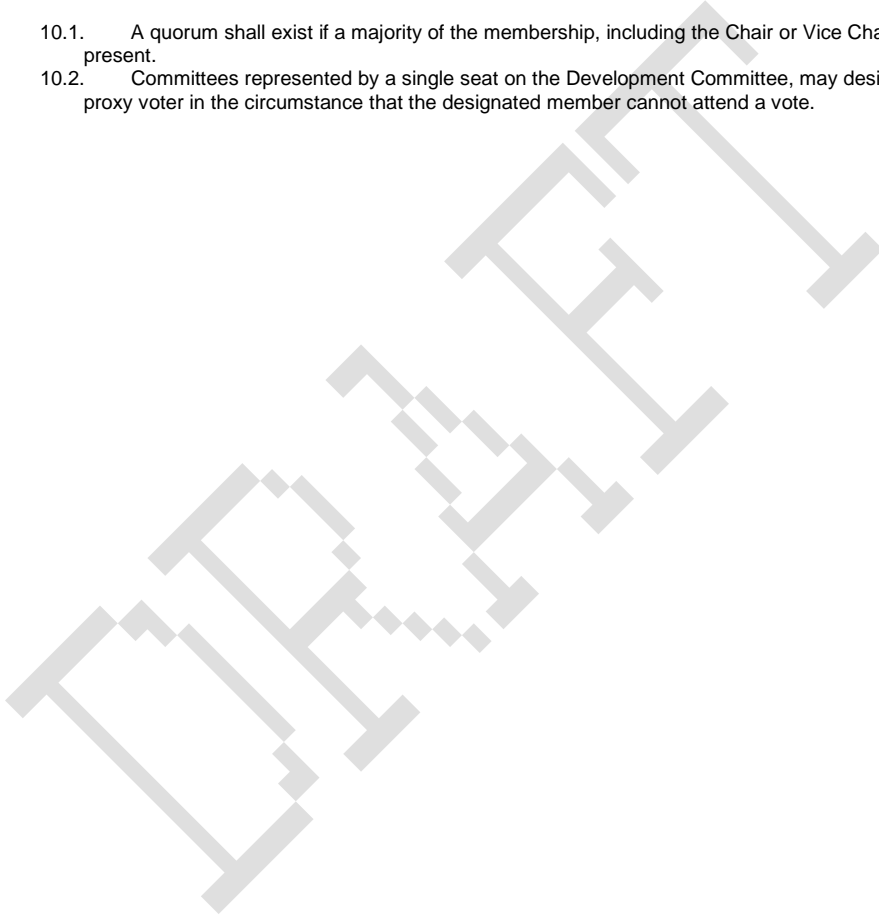 10.1. A quorum shall exist if a majority of the membership, including the Chair or Vice
present.
10.2. Committees represented by a single seat on the Development Committee, may
proxy voter in the circumstance that the designated member cannot attend a vote.
DRAFT